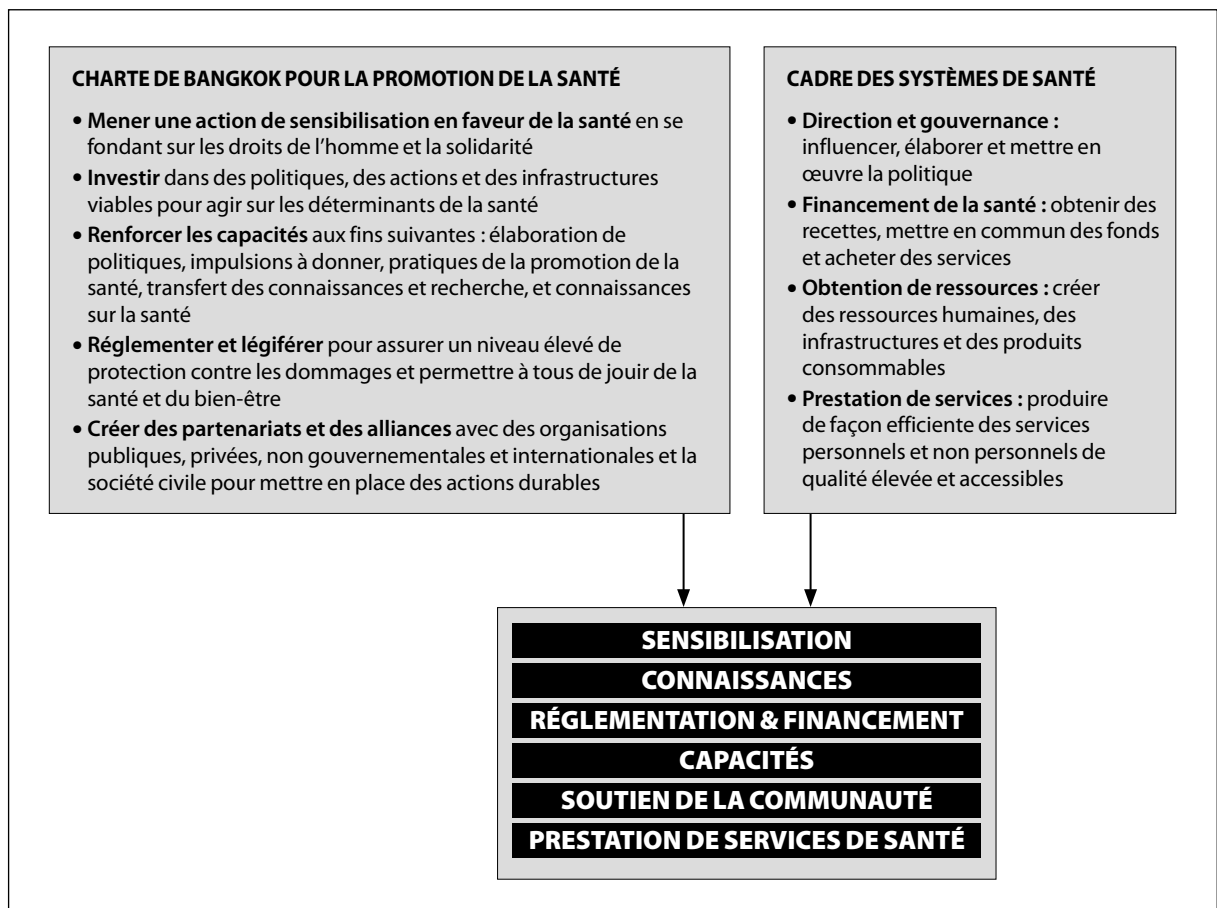 CHARTE DE BANGKOK POUR LA PROMOTION DE LA SANTÉ
• Mener une action de sensibilisation en faveur de la santé en se
fondant sur les droits de l’homme et la solidarité
• Investir dans des politiques, des actions et des infrastructures
viables pour agir sur les déterminants de la santé
• Renforcer les capacités aux fins suivantes : élaboration de
politiques, impulsions à donner, pratiques de la promotion de la
santé, transfert des connaissances et recherche, et connaissances
sur la santé
• Réglementer et légiférer pour assurer un niveau élevé de
protection contre les dommages et permettre à tous de jouir de la
santé et du bien-être
• Créer des partenariats et des alliances avec des organisations
publiques, privées, non gouvernementales et internationales et la
société civile pour mettre en place des actions durables
CADRE DES SYSTÈMES DE SANTÉ
• Direction et gouvernance :
influencer, élaborer et mettre en
œuvre la politique
• Financement de la santé : obtenir des
recettes, mettre en commun des fonds
et acheter des services
• Obtention de ressources : créer
des ressources humaines, des
infrastructures et des produits
consommables
• Prestation de services : produire
de façon efficiente des services
personnels et non personnels de
qualité élevée et accessibles
SENSIBILISATION
CONNAISSANCES
RÉGLEMENTATION & FINANCEMENT
CAPACITÉS
SOUTIEN DE LA COMMUNAUTÉ
PRESTATION DE SERVICES DE SANTÉ